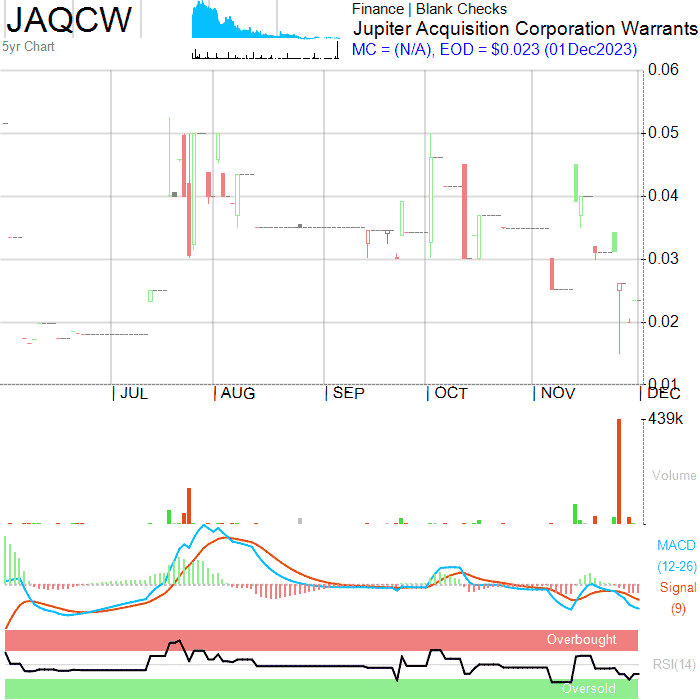 JAQCW
5yr Chart
Finance | Blank Checks
Jupiter Acquisition Corporation Warrants
MC = (N/A), EOD = $0.023 (01Dec2023)
0.06
0.05
0.04
0.03
0.02
0.01
JUL
AUG
SEP
OCT
NOV
DEC
439k
Volume
MACD
(12-26)
Signal
(9)
Overbought
RSI(14)
Oversold